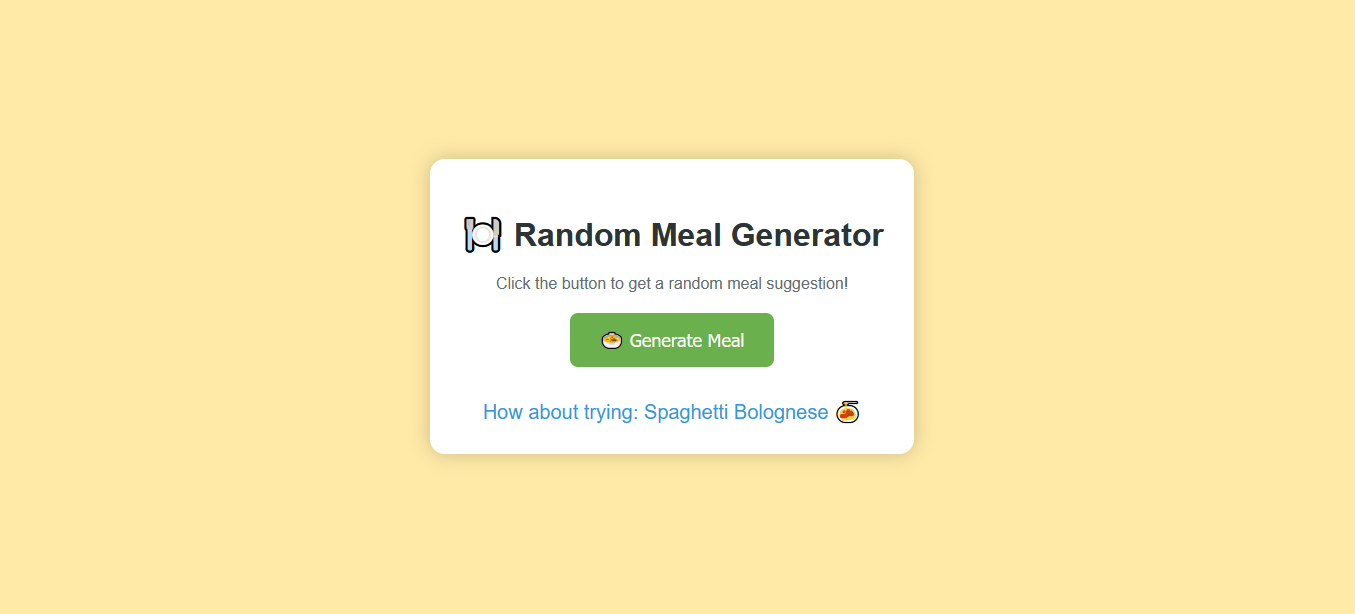 🍽️ Random Meal Generator
Click the button to get a random meal suggestion!
🍲 Generate Meal
How about trying: Spaghetti Bolognese 🍝